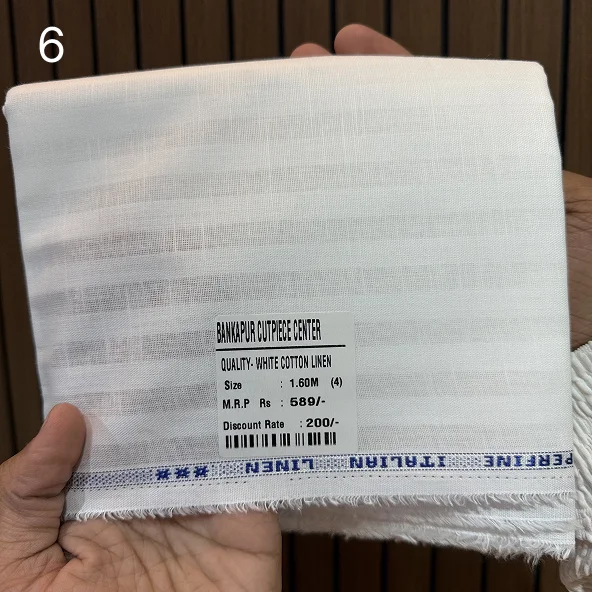 6
BANKAPUR CUTPIECE CENTER
QUALITY- WHITE COTTON LINEN
Size : 1.60M (4)
M.R.P Rs : 589/-
Discount Rate : 200/-
PERFINE ITALIAN LINEN ***